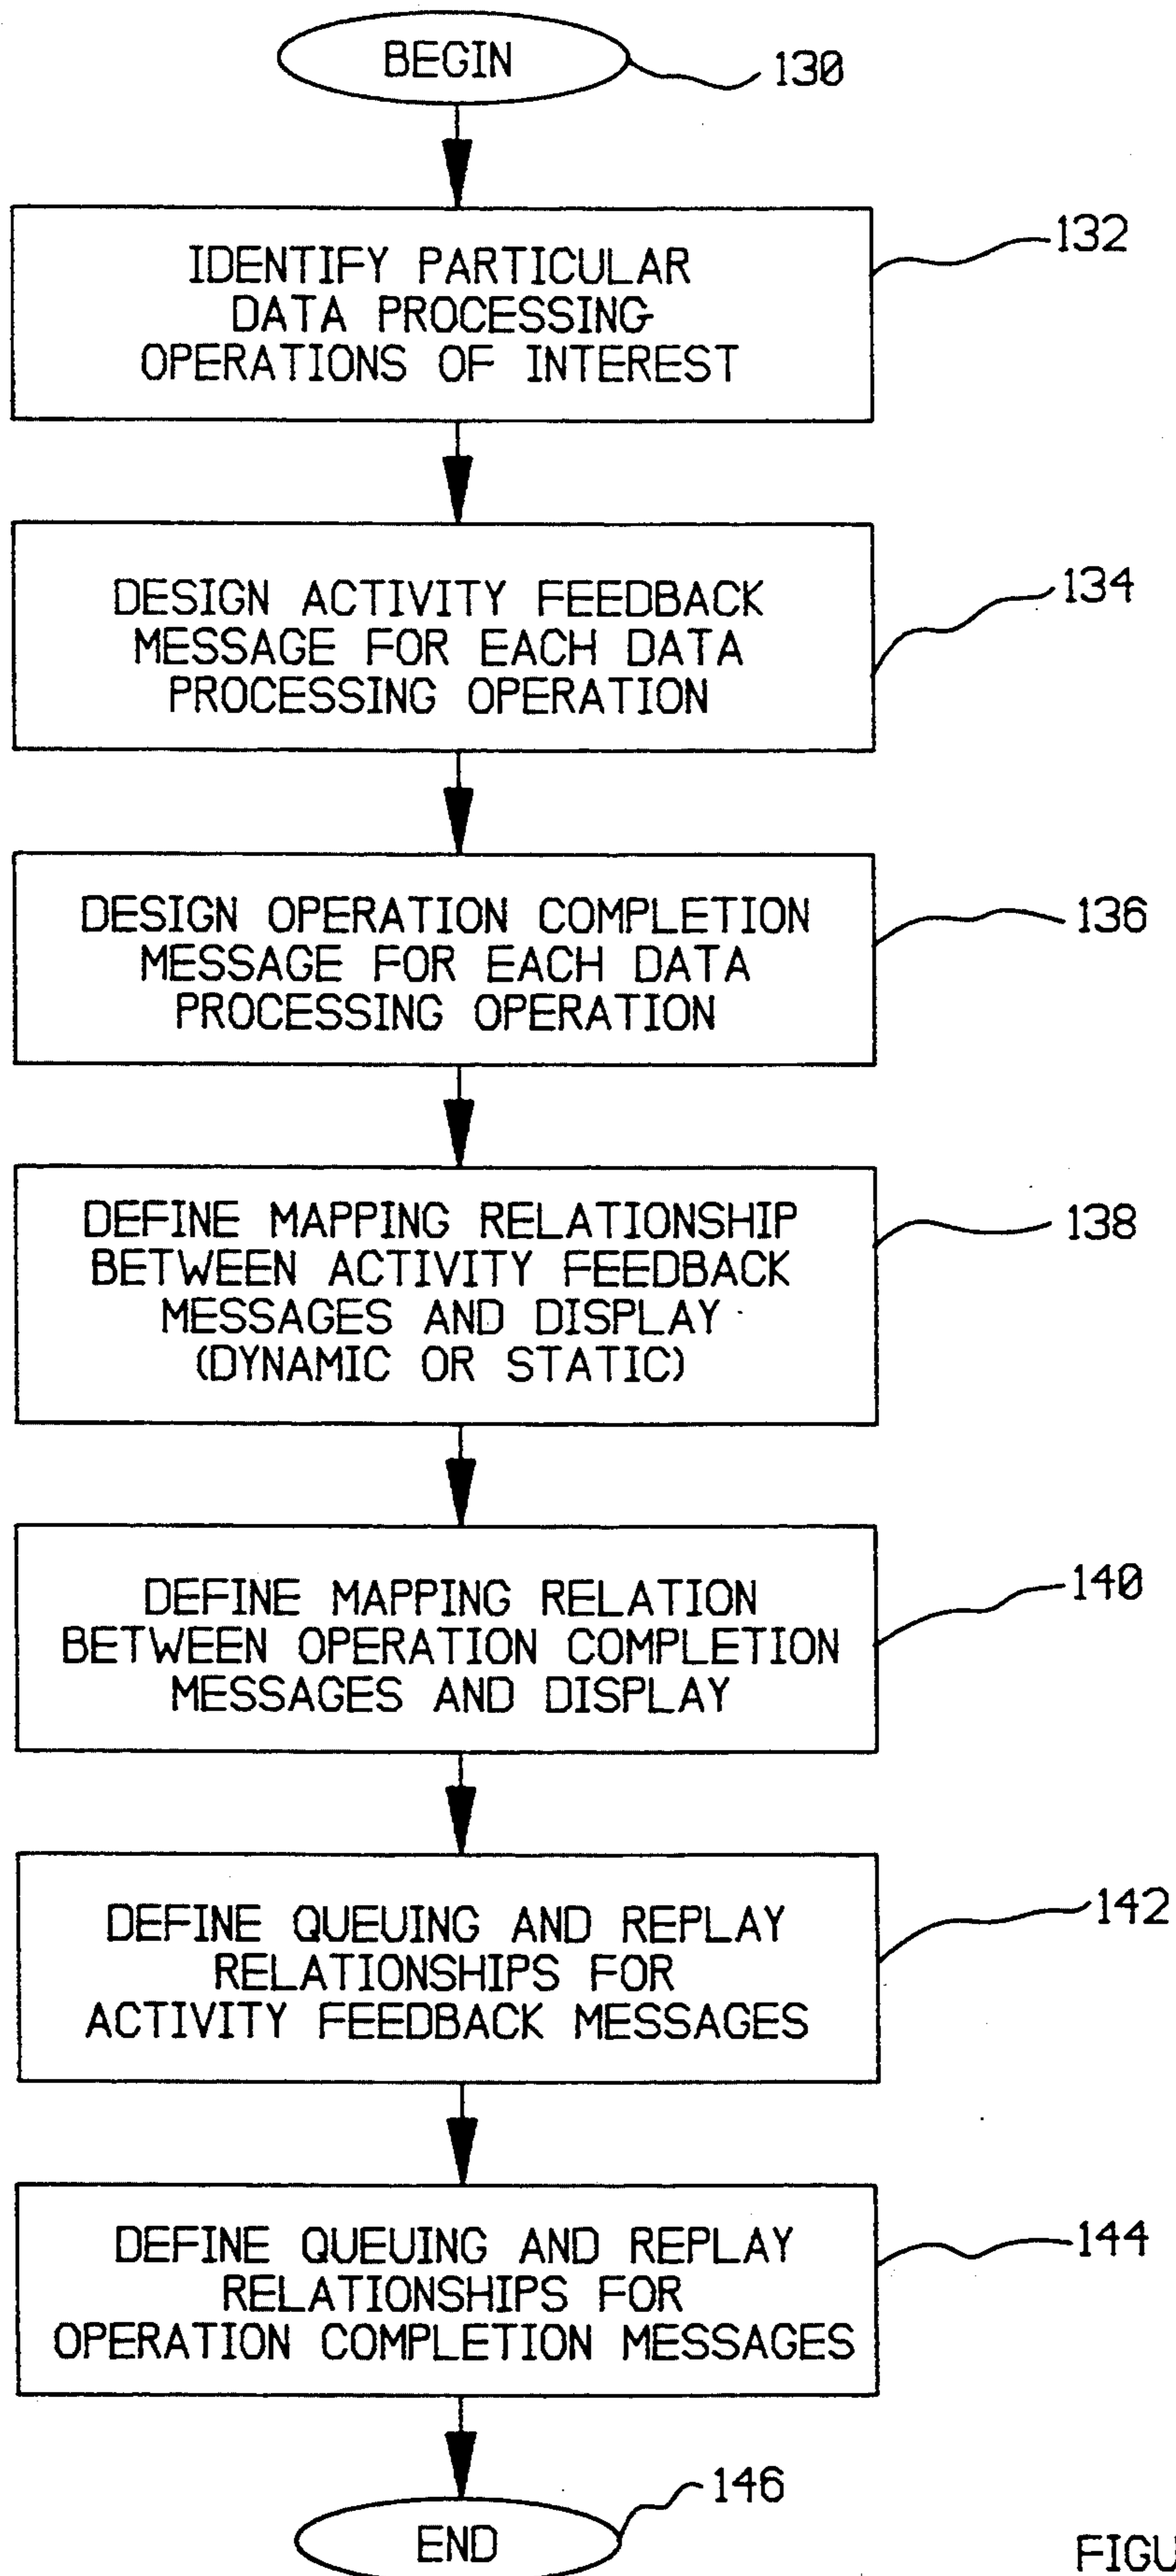 BEGIN
130
IDENTIFY PARTICULAR
DATA PROCESSING
OPERATIONS OF INTEREST
132
DESIGN ACTIVITY FEEDBACK
MESSAGE FOR EACH DATA
PROCESSING OPERATION
134
DESIGN OPERATION COMPLETION
MESSAGE FOR EACH DATA
PROCESSING OPERATION
136
DEFINE MAPPING RELATIONSHIP
BETWEEN ACTIVITY FEEDBACK
MESSAGES AND DISPLAY
(DYNAMIC OR STATIC)
138
DEFINE MAPPING RELATION
BETWEEN OPERATION COMPLETION
MESSAGES AND DISPLAY
140
DEFINE QUEUING AND REPLAY
RELATIONSHIPS FOR
ACTIVITY FEEDBACK MESSAGES
142
DEFINE QUEUING AND REPLAY
RELATIONSHIPS FOR
OPERATION COMPLETION MESSAGES
144
END
146